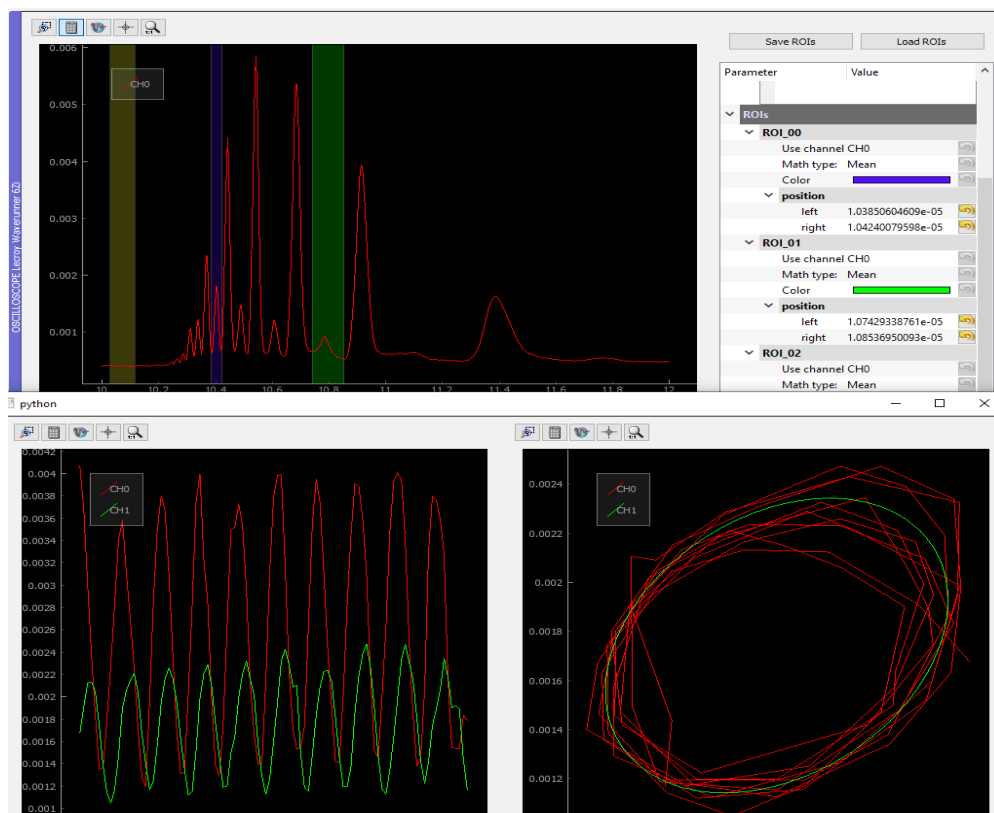 OSCILLOSCOPE Lecroy Waverunner 6Zi
0.006
0.005
0.004
0.003
0.002
0.001
CH0
10
10.2
10.4
10.6
10.8
11
11.2
11.4
11.6
11.8
12
Save ROIs
Load ROIs
Parameter Value
ROIs
ROI_00
Use channel CH0
Math type: Mean
Color
position
left 1.03850604609e-05
right 1.04240079598e-05
ROI_01
Use channel CH0
Math type: Mean
Color
position
left 1.07429338761e-05
right 1.08536950093e-05
ROI_02
Use channel CH0
Math type: Mean
python
0.0042
0.004
0.0036
0.0034
0.003
0.0028
0.0026
0.0024
0.0022
0.002
0.0018
0.0016
0.0014
0.0012
0.001
CH0
CH1
0.0024
0.0022
0.002
0.0018
0.0016
0.0014
0.0012
CH0
CH1